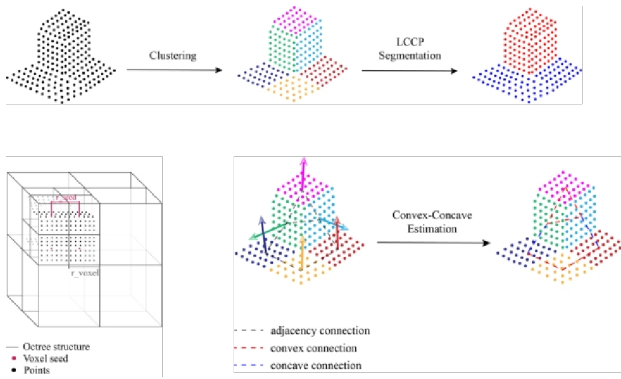 Clustering
LCCP
Segmentation
r_seed
r_voxel
Octree structure
Voxel seed
Points
Convex-Concave
Estimation
adjacency connection
convex connection
concave connection